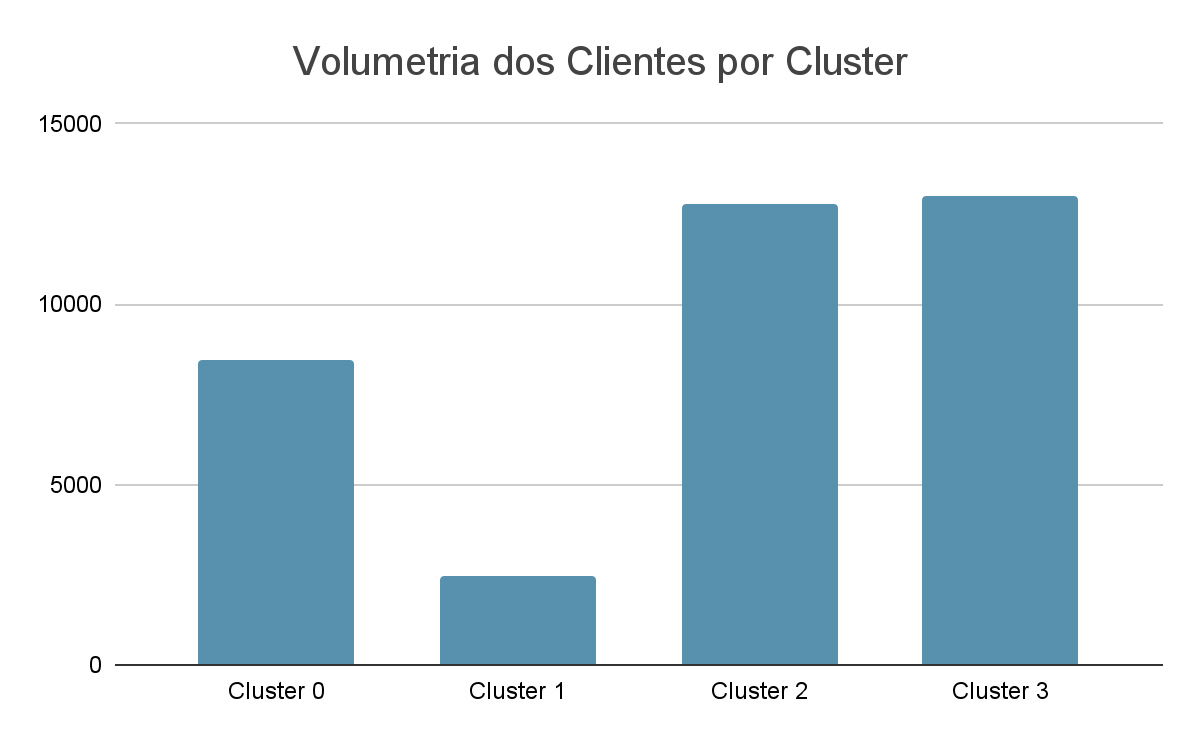 Volumetria dos Clientes por Cluster
15000
10000
5000
0
Cluster 0
Cluster 1
Cluster 2
Cluster 3